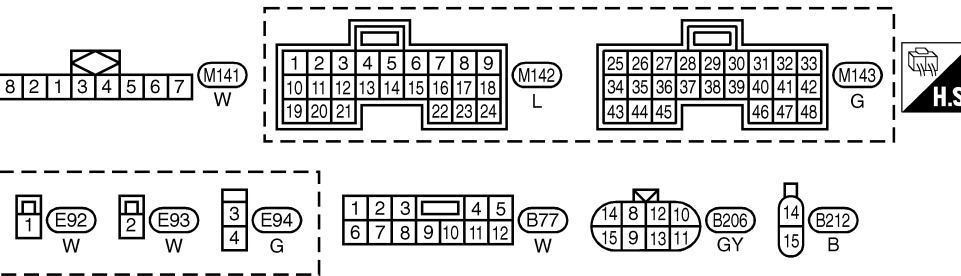 8 2 1 3 4 5 6 7
M141
W
1 2 3 4 5 6 7 8 9
10 11 12 13 14 15 16 17 18
19 20 21 22 23 24
M142
L
25 26 27 28 29 30 31 32 33
34 35 36 37 38 39 40 41 42
43 44 45 46 47 48
M143
G
H.S
1
E92
W
2
E93
W
3
4
E94
G
1 2 3 4 5
6 7 8 9 10 11 12
B77
W
14 8 12 10
15 9 13 11
B206
GY
14
15
B212
B